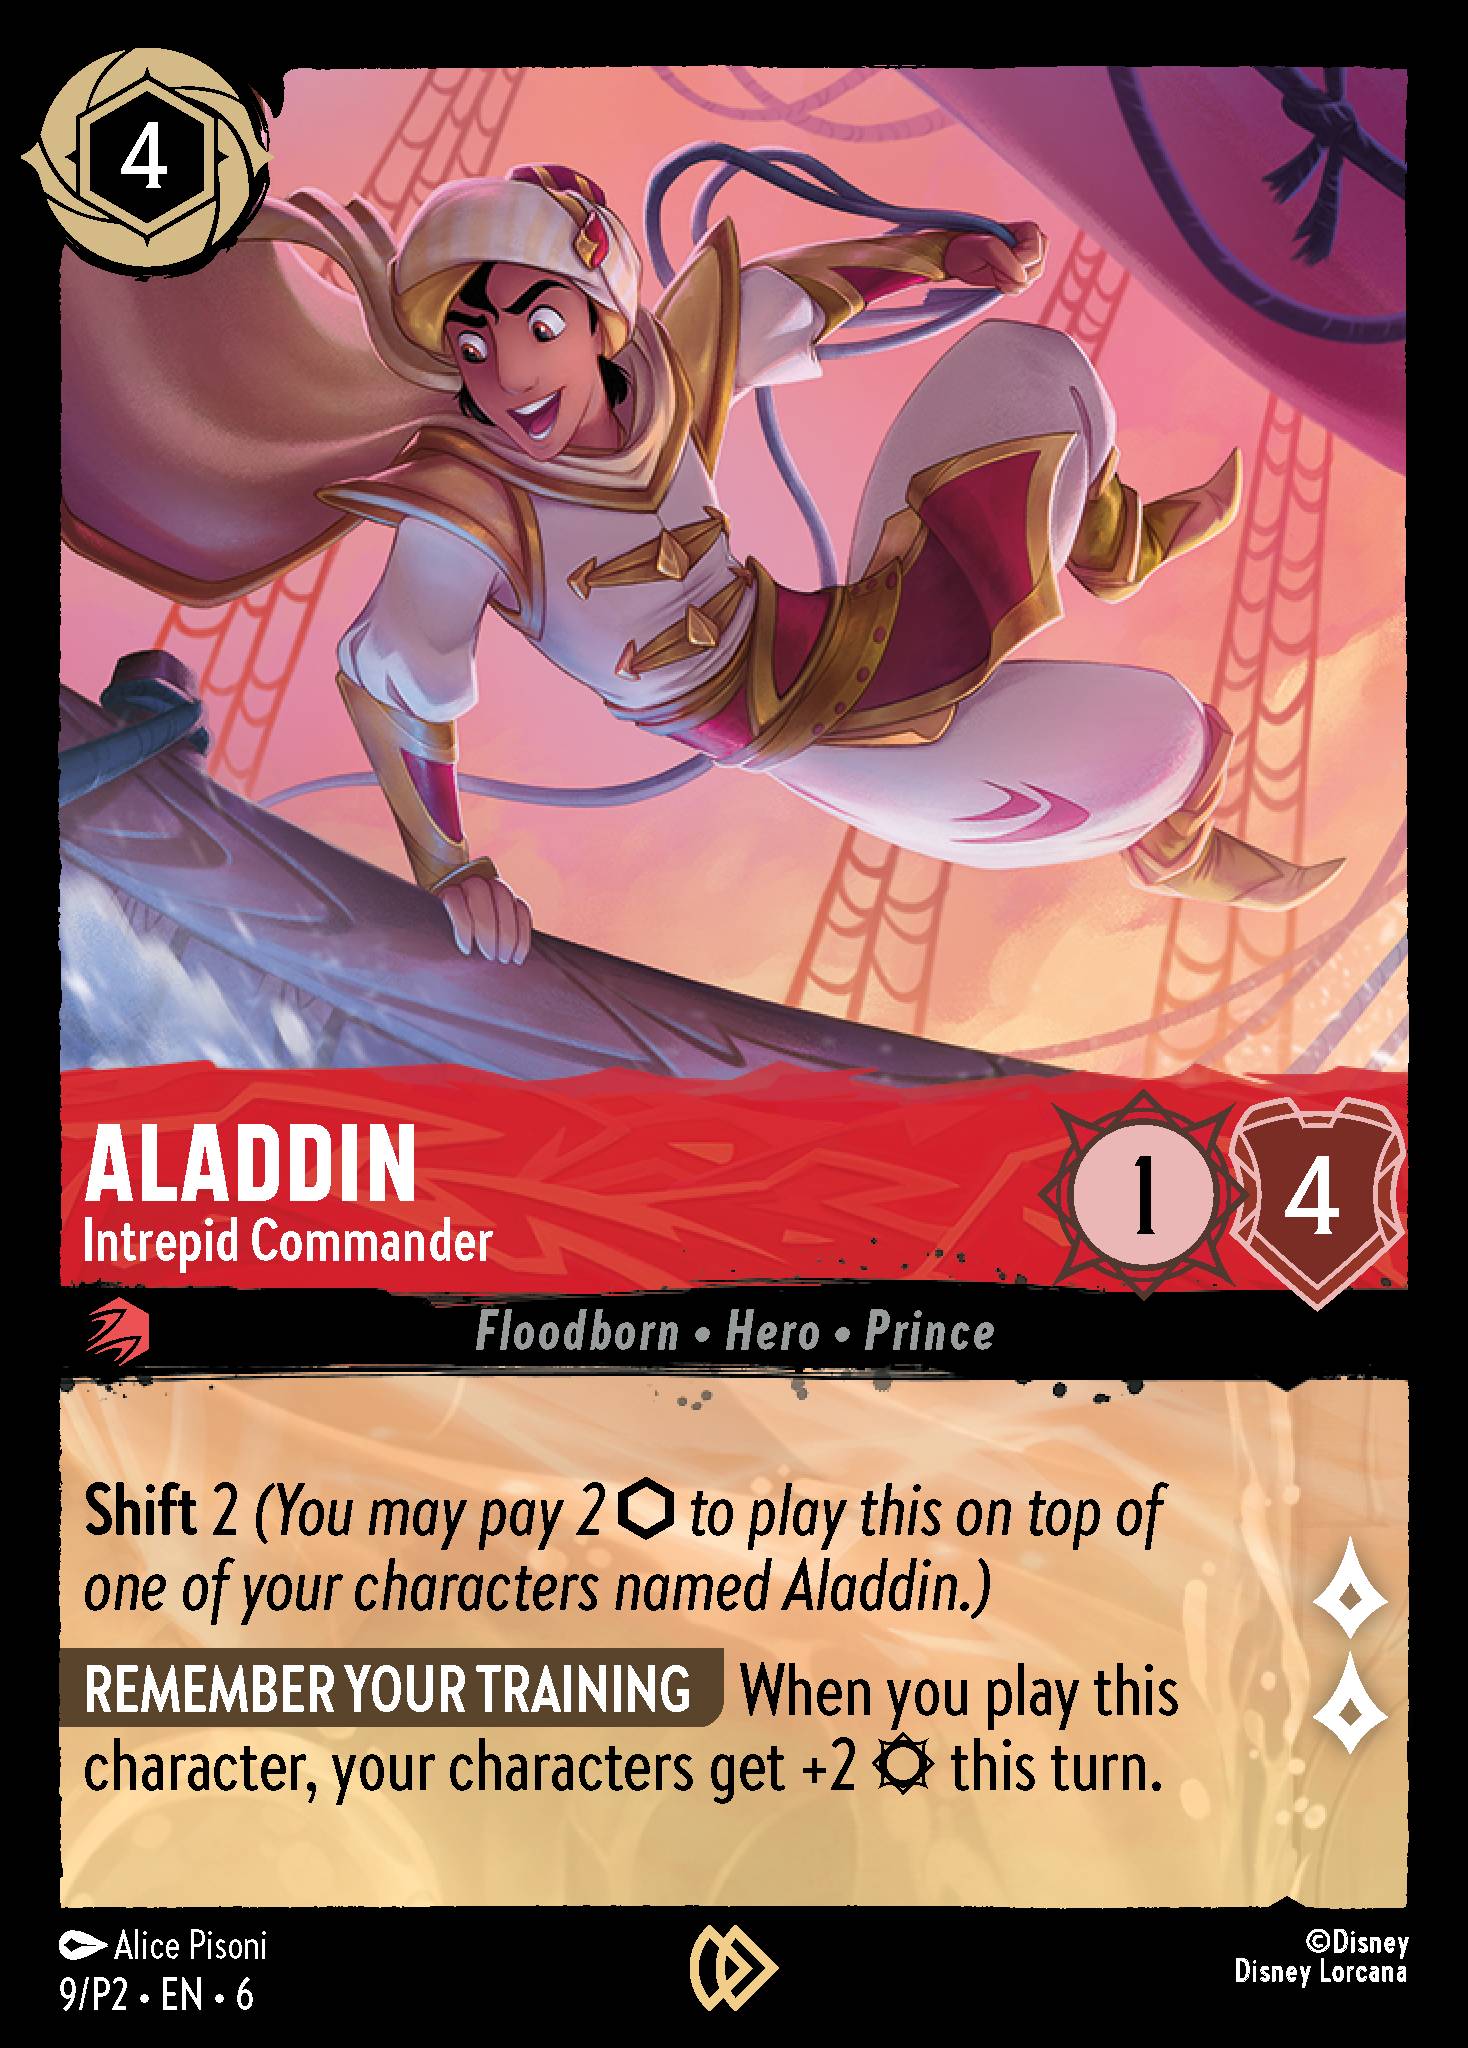 4
ALADDIN
Intrepid Commander
1
4
Floodborn • Hero • Prince
Shift 2 (You may pay 2 ⬡ to play this on top of
one of your characters named Aladdin.)
REMEMBER YOUR TRAINING When you play this
character, your characters get +2 ¤ this turn.
Alice Pisoni
9/P2 • EN • 6
©Disney
Disney Lorcana